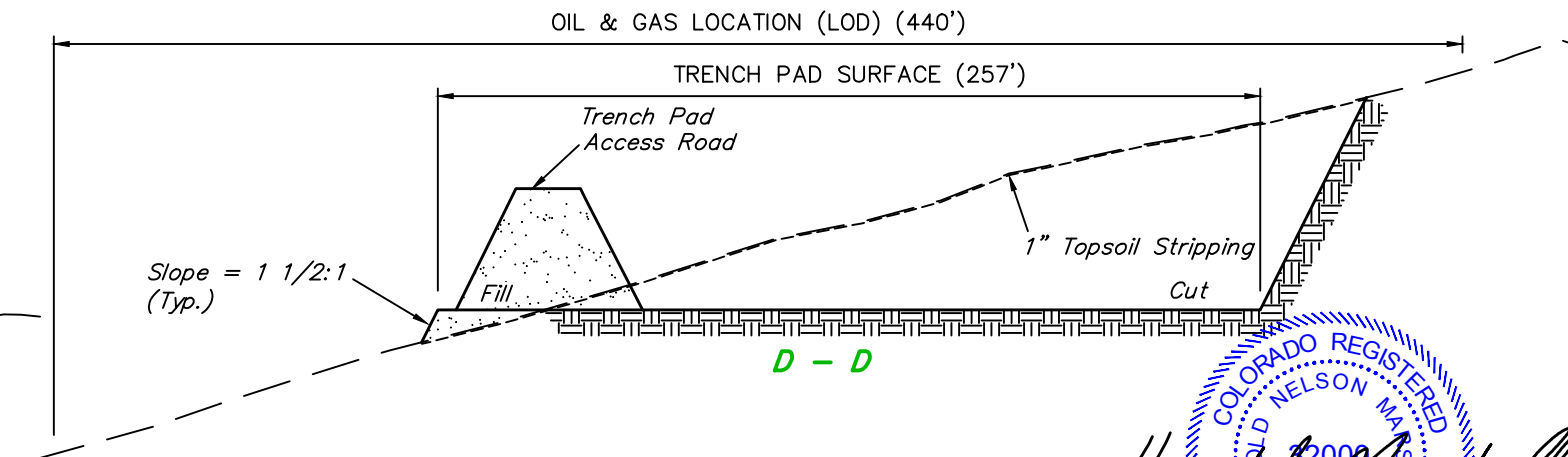 OIL & GAS LOCATION (LOD) (440')
TRENCH PAD SURFACE (257')
Trench Pad
Access Road
1" Topsoil Stripping
Slope = 1 1/2:1
(Typ.)
Fill
Cut
D – D
COLORADO REGISTERED
NELSON